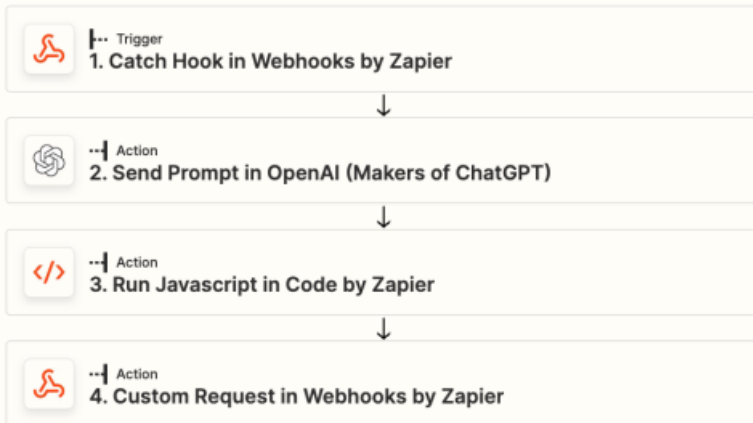 Trigger
1. Catch Hook in Webhooks by Zapier
Action
2. Send Prompt in OpenAI (Makers of ChatGPT)
Action
3. Run Javascript in Code by Zapier
Action
4. Custom Request in Webhooks by Zapier